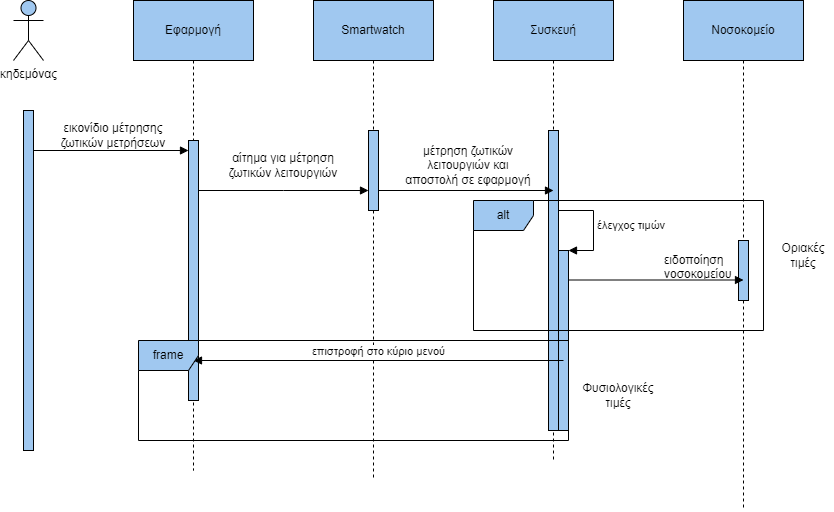 Εφαρμογή
Smartwatch
Συσκευή
Νοσοκομείο
κηδεμόνας
εικονίδιο μέτρησης
ζωτικών μετρήσεων
αίτημα για μέτρηση
ζωτικών λειτουργιών
μέτρηση ζωτικών
λειτουργιών και
αποστολή σε εφαρμογή
alt
έλεγχος τιμών
ειδοποίηση
νοσοκομείου
Οριακές
τιμές
frame
επιστροφή στο κύριο μενού
Φυσιολογικές
τιμές